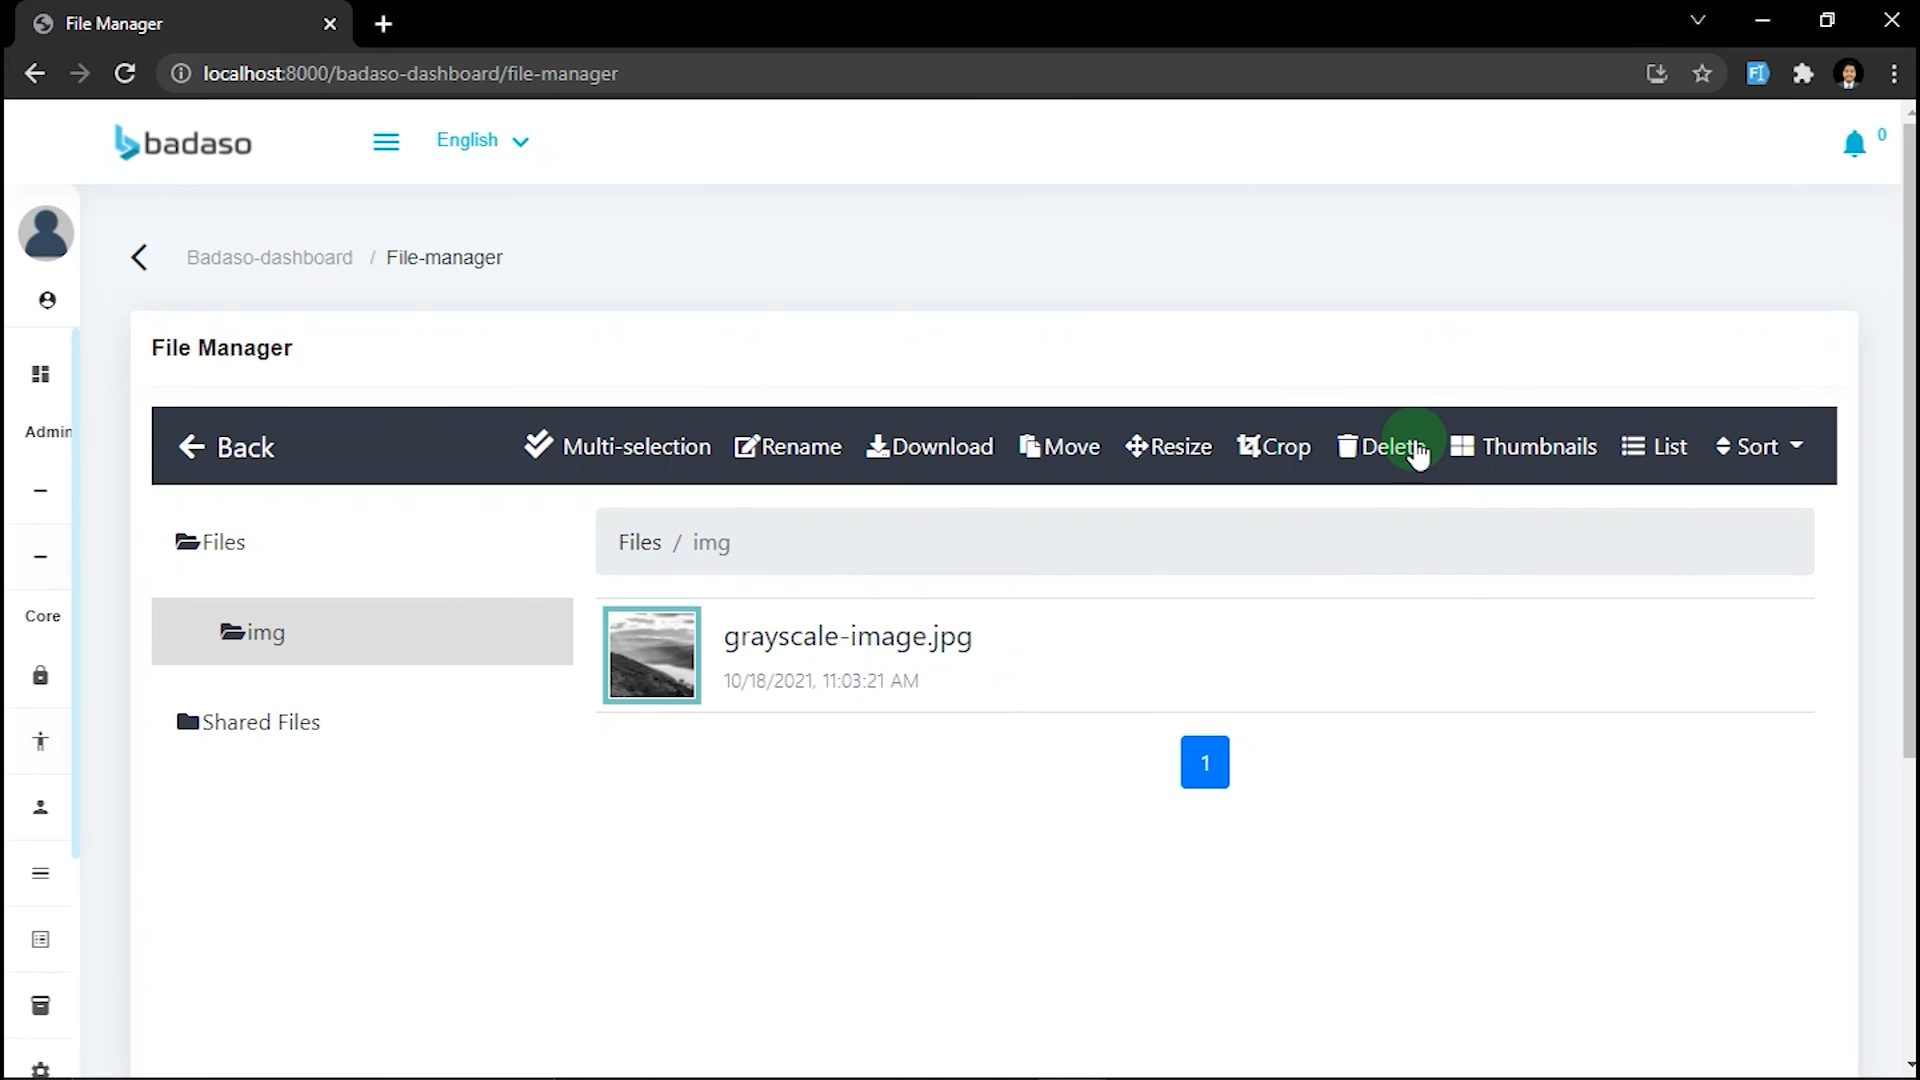 File Manager
localhost:8000/badaso-dashboard/file-manager
badaso
English
0
Badaso-dashboard / File-manager
File Manager
Back Multi-selection Rename Download Move Resize Crop Delete Thumbnails List Sort
Files
Files / img
img
grayscale-image.jpg
10/18/2021, 11:03:21 AM
Shared Files
1
Admin
Core